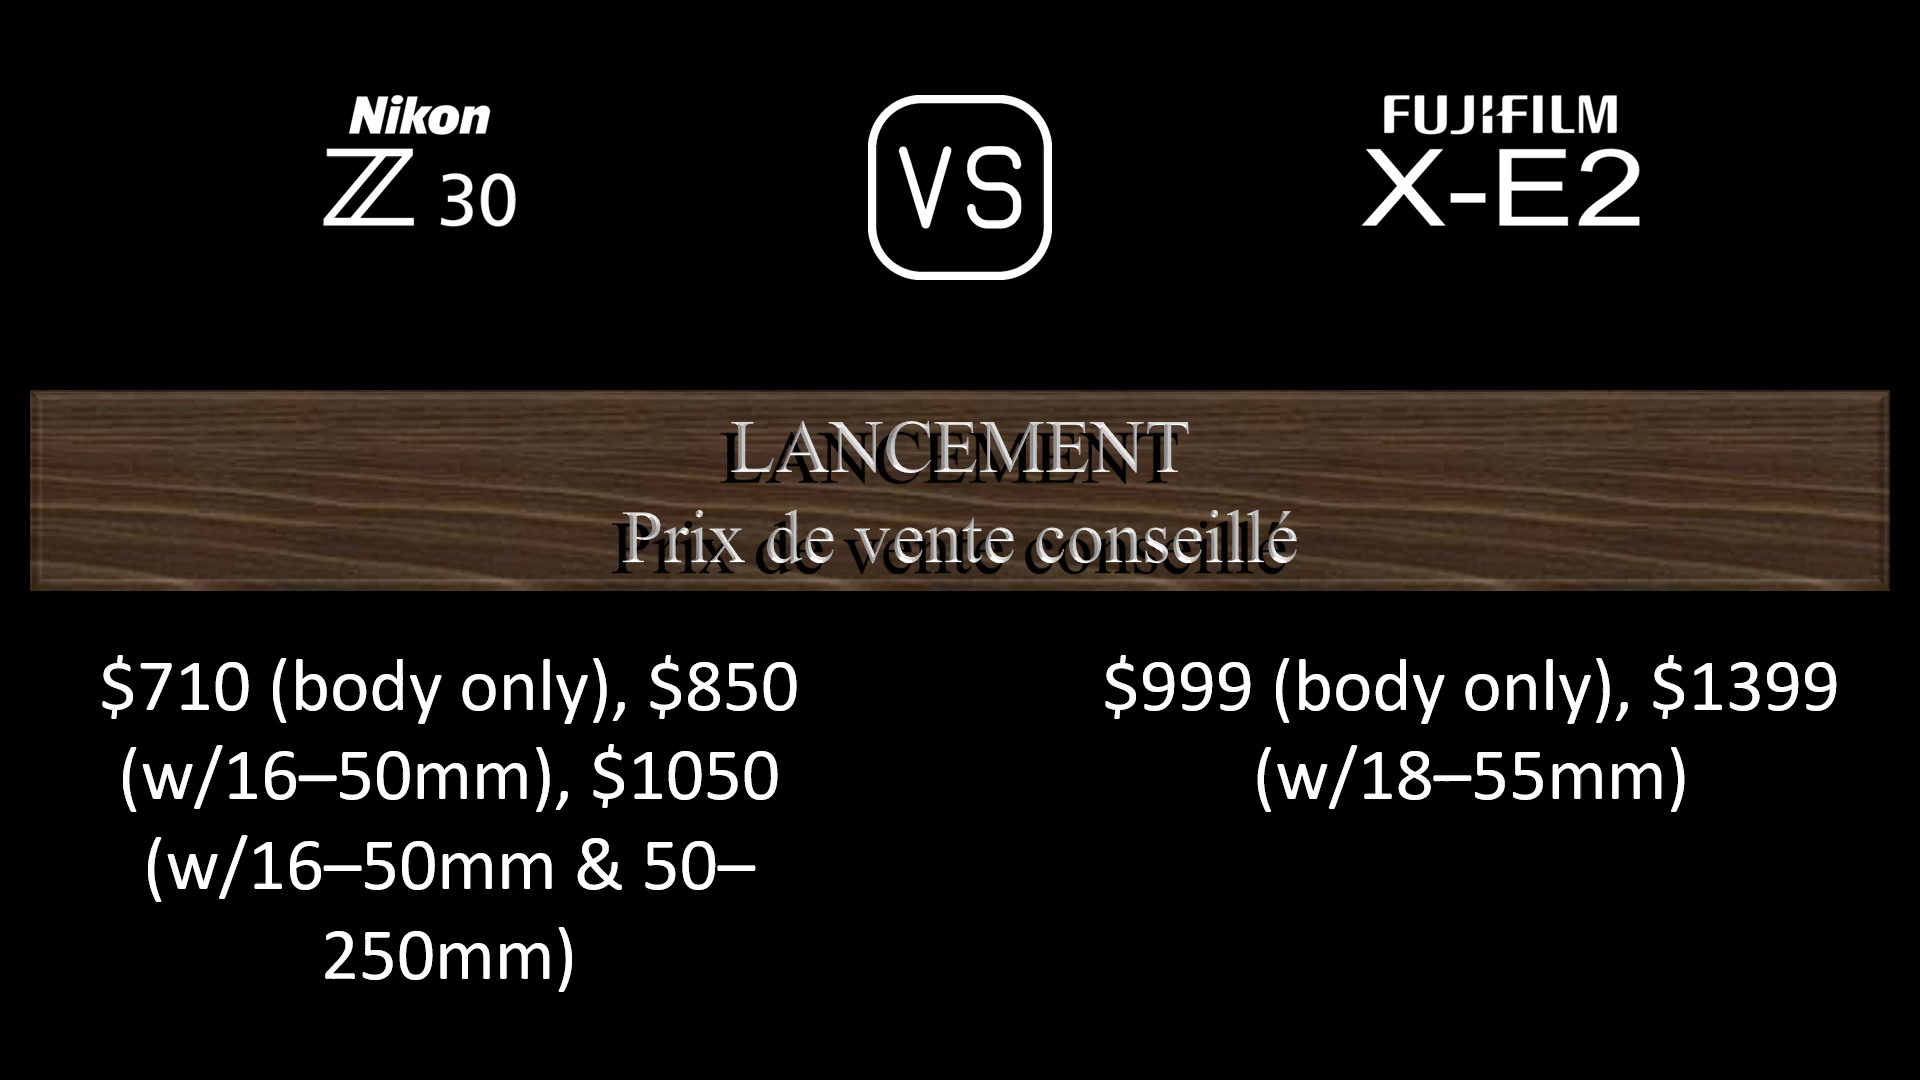 Nikon
Z 30
VS
FUJIFILM
X-E2
LANCEMENT
Prix de vente conseillé
$710 (body only), $850
(w/16–50mm), $1050
(w/16–50mm & 50–
250mm)
$999 (body only), $1399
(w/18–55mm)